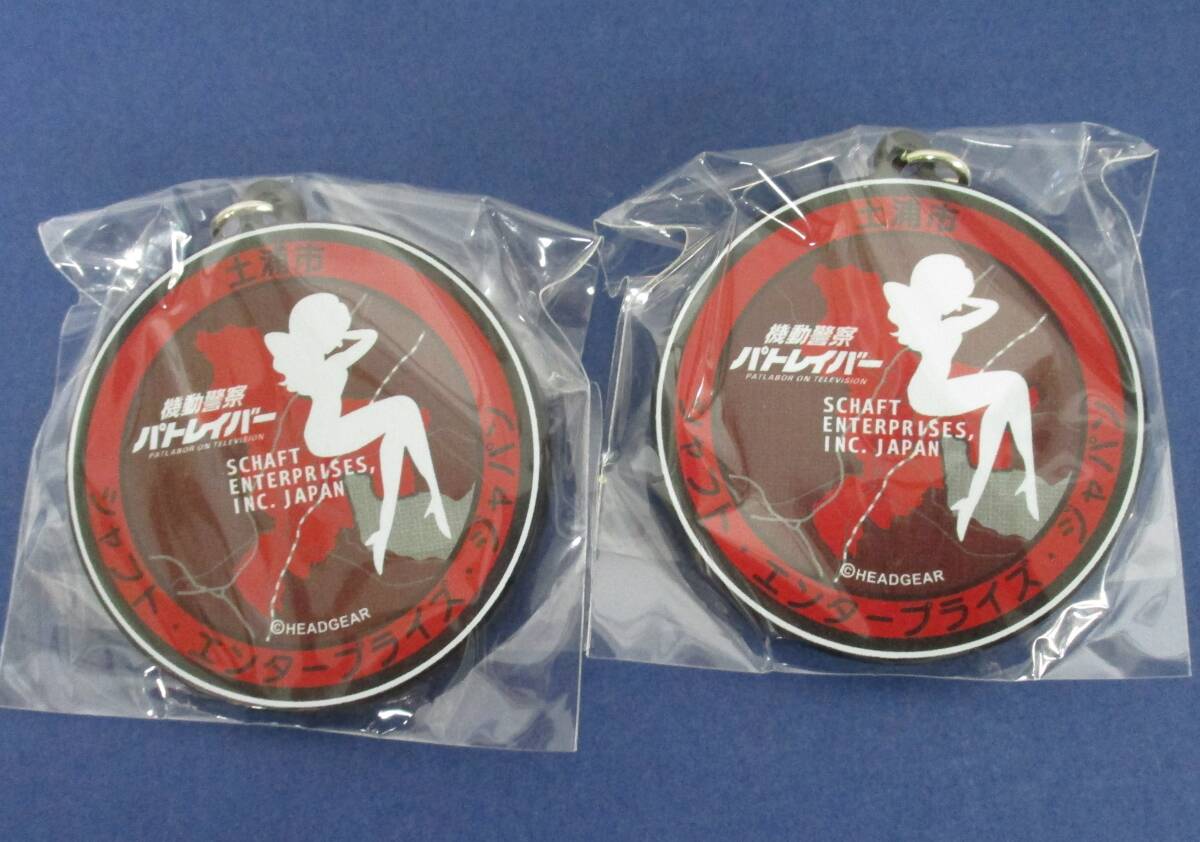 土浦市
機動警察
パトレイバー
PATLABOR ON TELEVISION
SCHAFT
ENTERPRISES,
INC. JAPAN
©HEADGEAR
シャフト・エンタープライズ・ジャパン
土浦市
機動警察
パトレイバー
PATLABOR ON TELEVISION
SCHAFT
ENTERPRISES,
INC. JAPAN
©HEADGEAR
シャフト・エンタープライズ・ジャパン